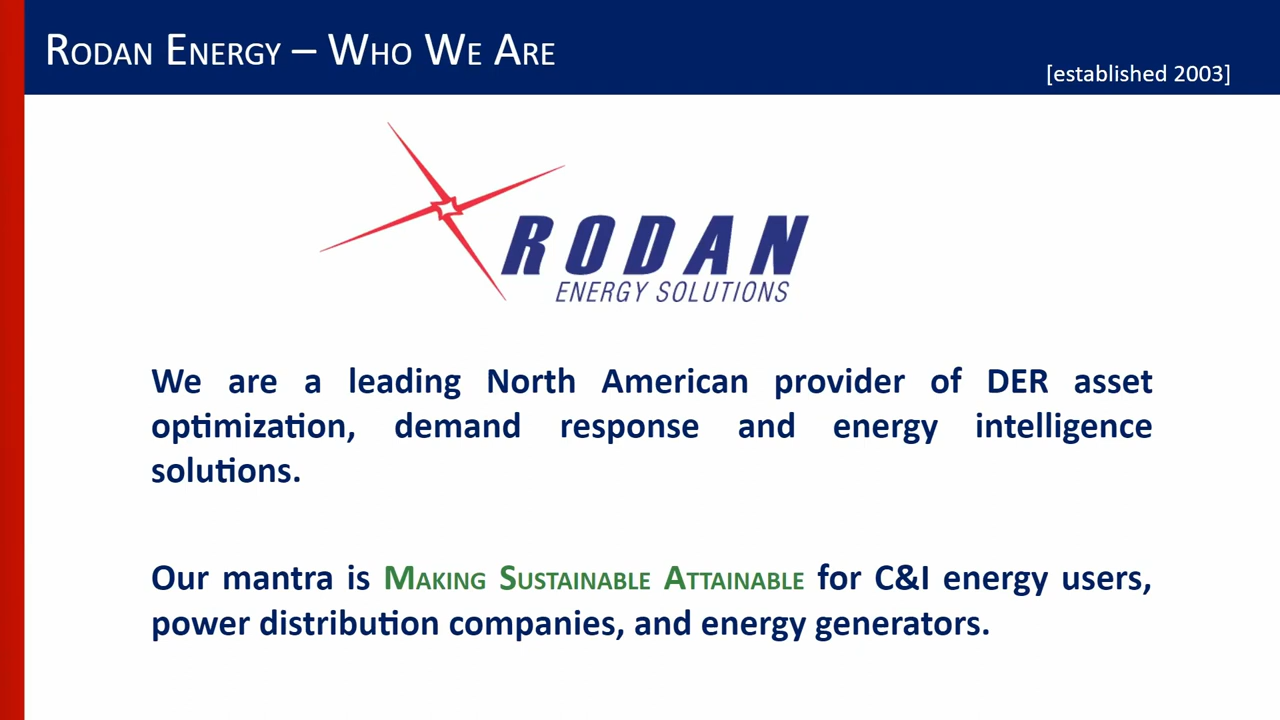 RODAN ENERGY – WHO WE ARE
[established 2003]
RODAN
ENERGY SOLUTIONS
We are a leading North American provider of DER asset
optimization, demand response and energy intelligence
solutions.
Our mantra is MAKING SUSTAINABLE ATTAINABLE for C&I energy users,
power distribution companies, and energy generators.